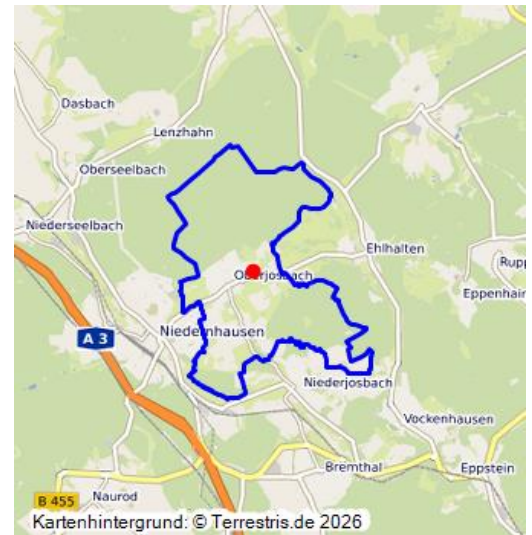 Dasbach
Lenzhahn
Oberseelbach
Niederseelbach
Ehlhalten
Rupp
Oberjosbach
Eppenhain
Niedernhausen
A 3
Niederjosbach
Vockenhausen
Bremthal
Eppstein
B 455
Naurod
Kartenhintergrund: © Terrestris.de 2026